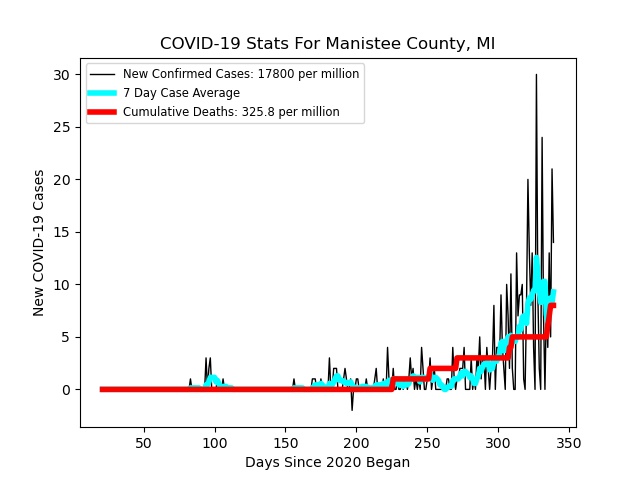 COVID-19 Stats For Manistee County, MI
New Confirmed Cases: 17800 per million
7 Day Case Average
Cumulative Deaths: 325.8 per million
New COVID-19 Cases
30
25
20
15
10
5
0
50
100
150
200
250
300
350
Days Since 2020 Began